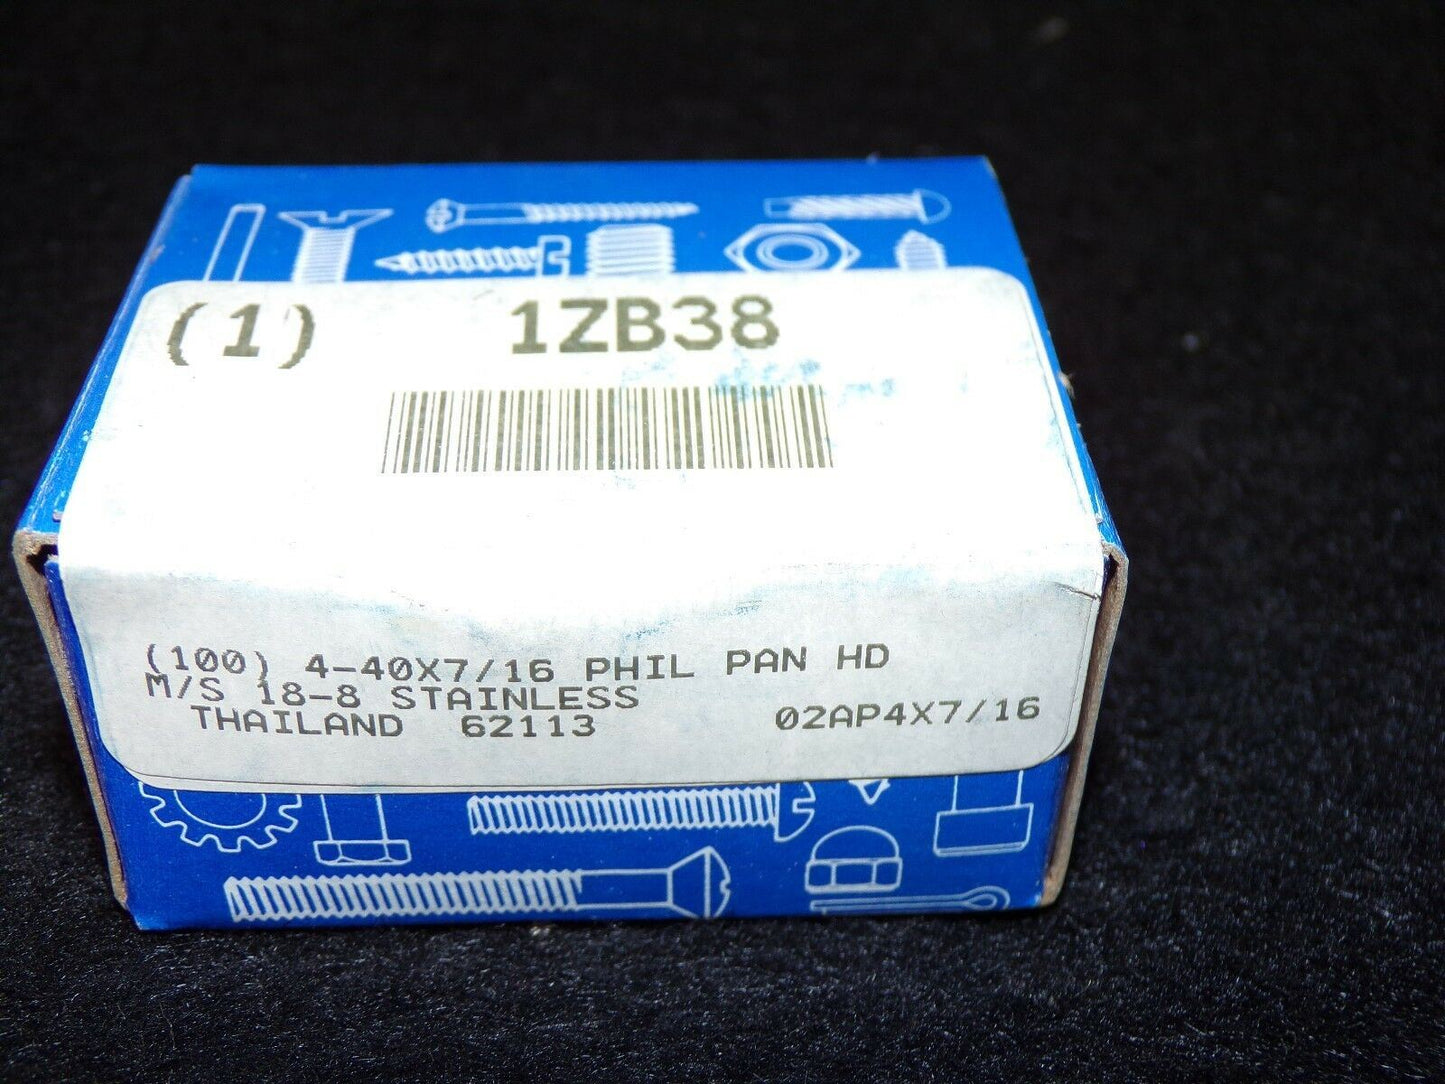 (1) 1ZB38
(100) 4-40X7/16 PHIL PAN HD
M/S 18-8 STAINLESS
THAILAND 62113 02AP4X7/16